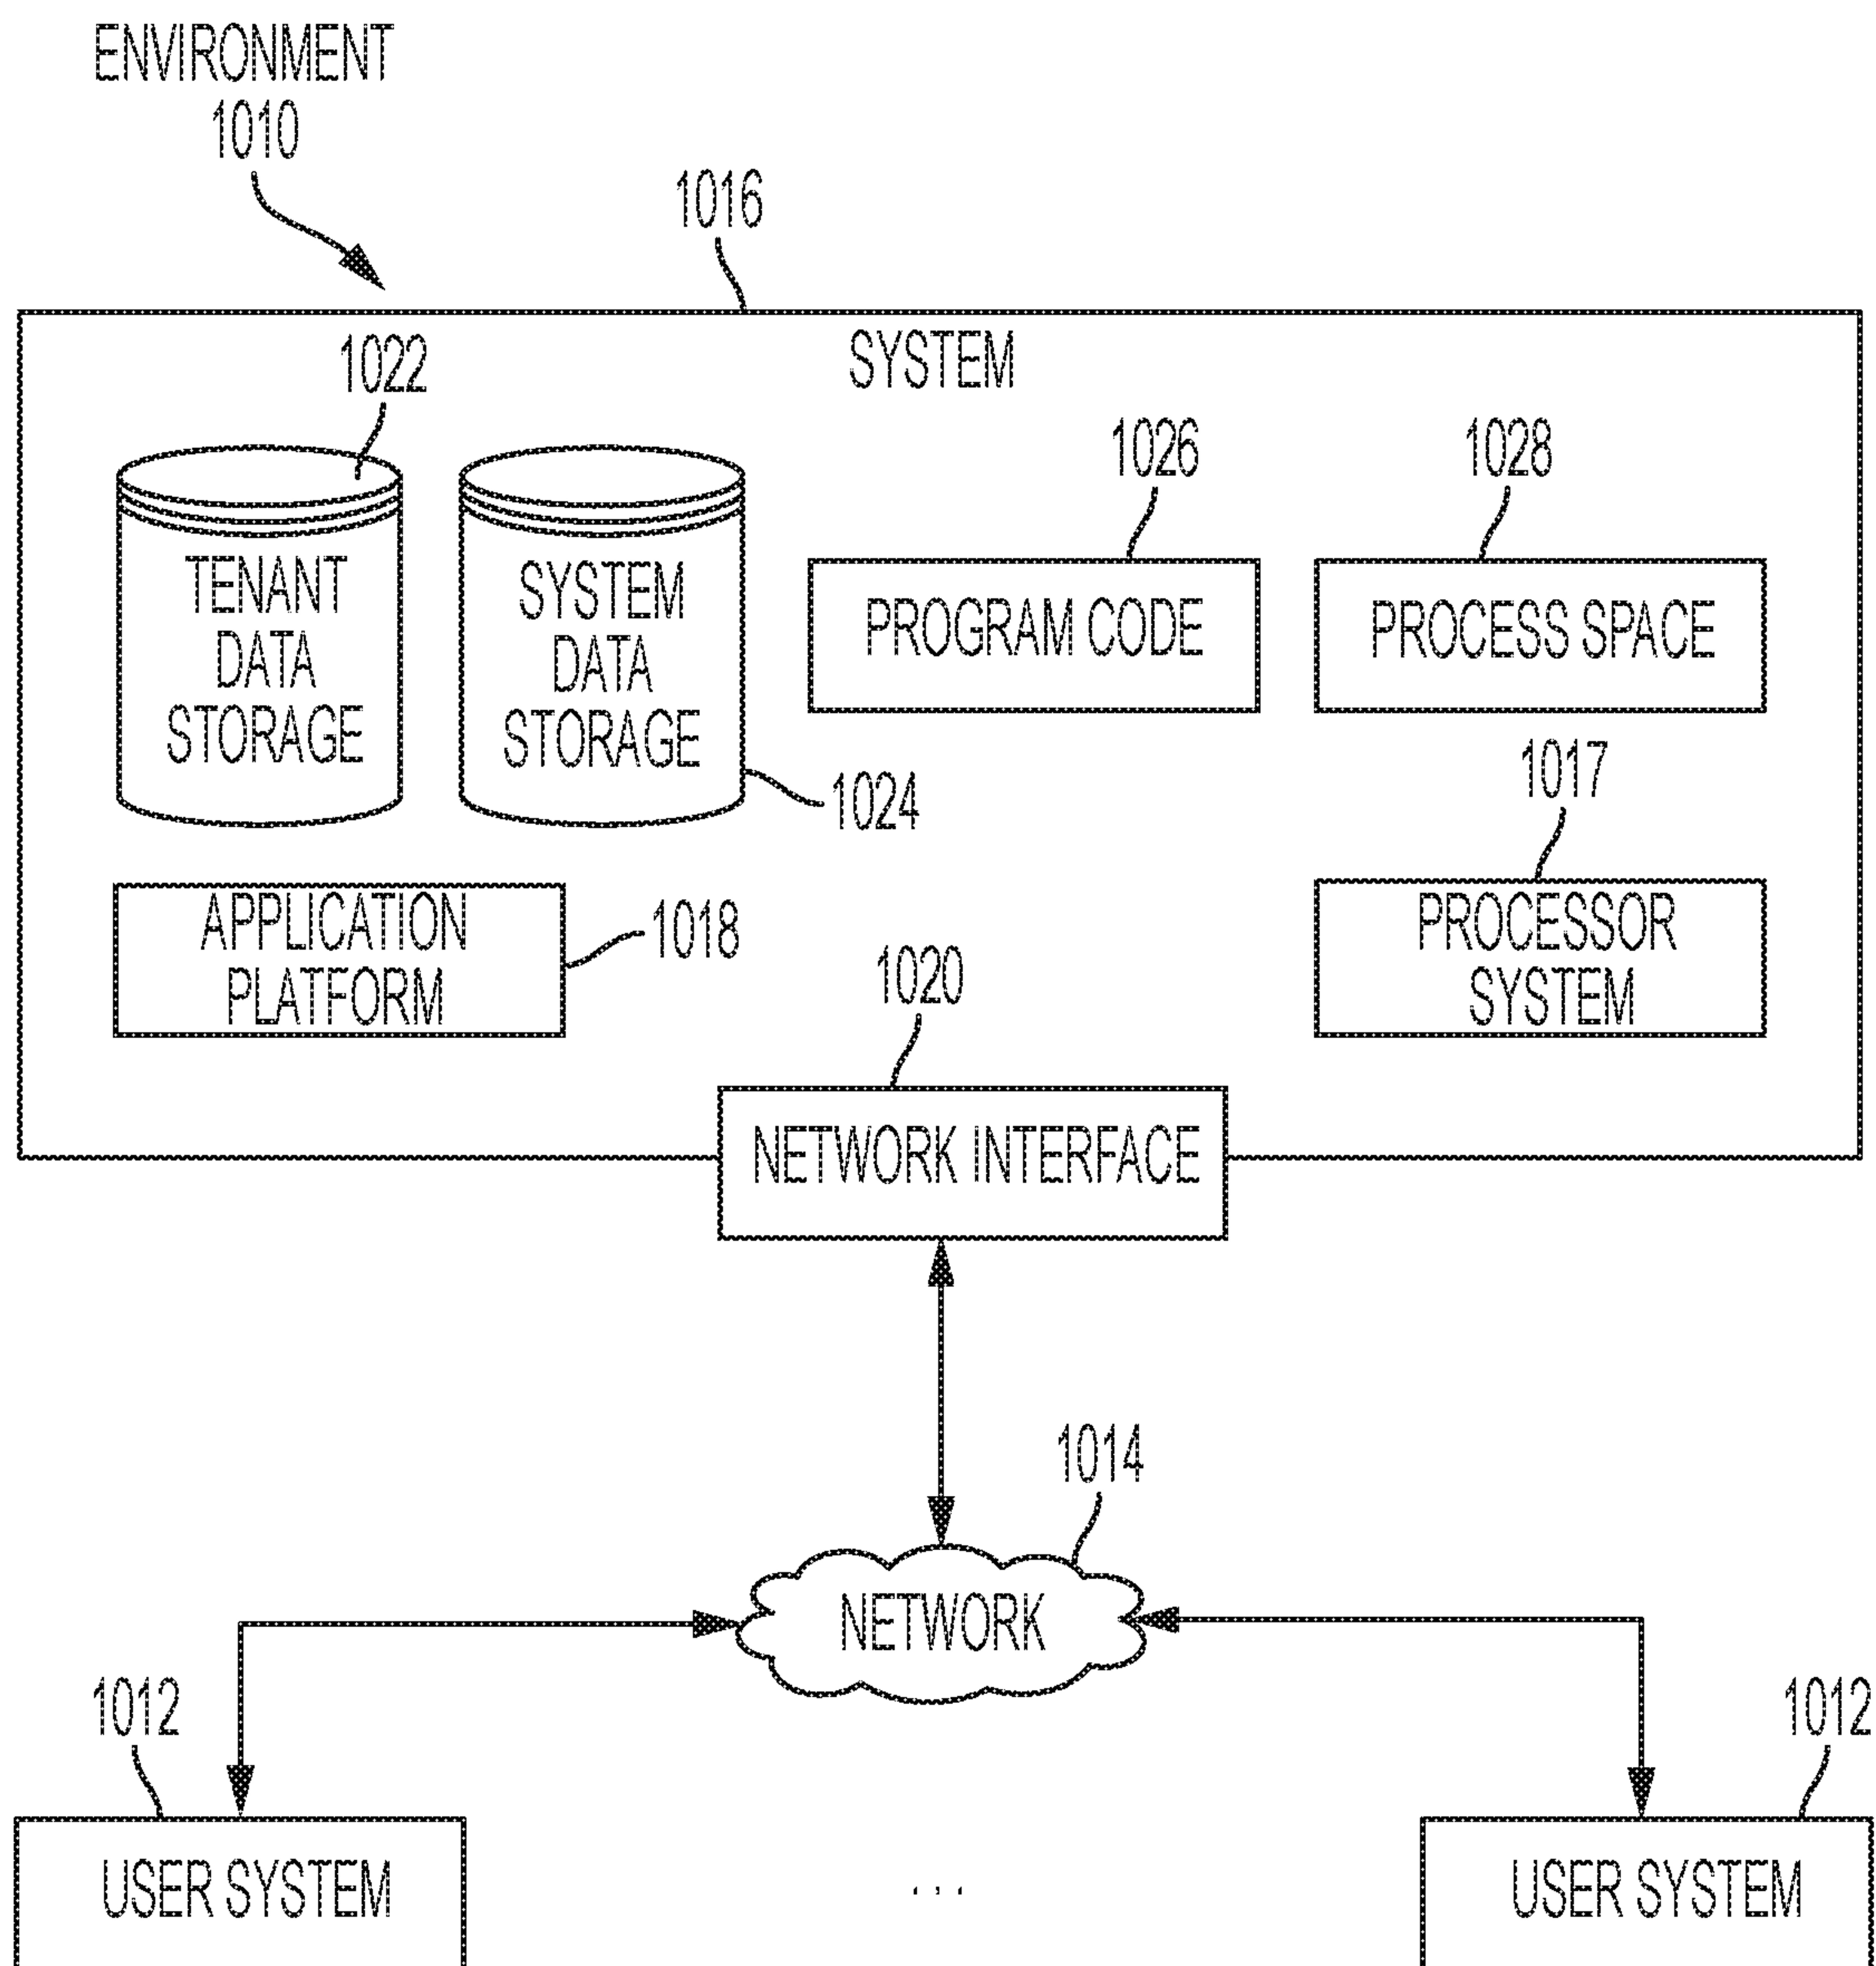 ENVIRONMENT
1010
1016
SYSTEM
1022
1026
1028
TENANT
DATA
STORAGE
SYSTEM
DATA
STORAGE
PROGRAM CODE
PROCESS SPACE
1024
1017
APPLICATION
PLATFORM
1018
PROCESSOR
SYSTEM
1020
NETWORK INTERFACE
1014
NETWORK
1012
1012
USER SYSTEM
. . .
USER SYSTEM